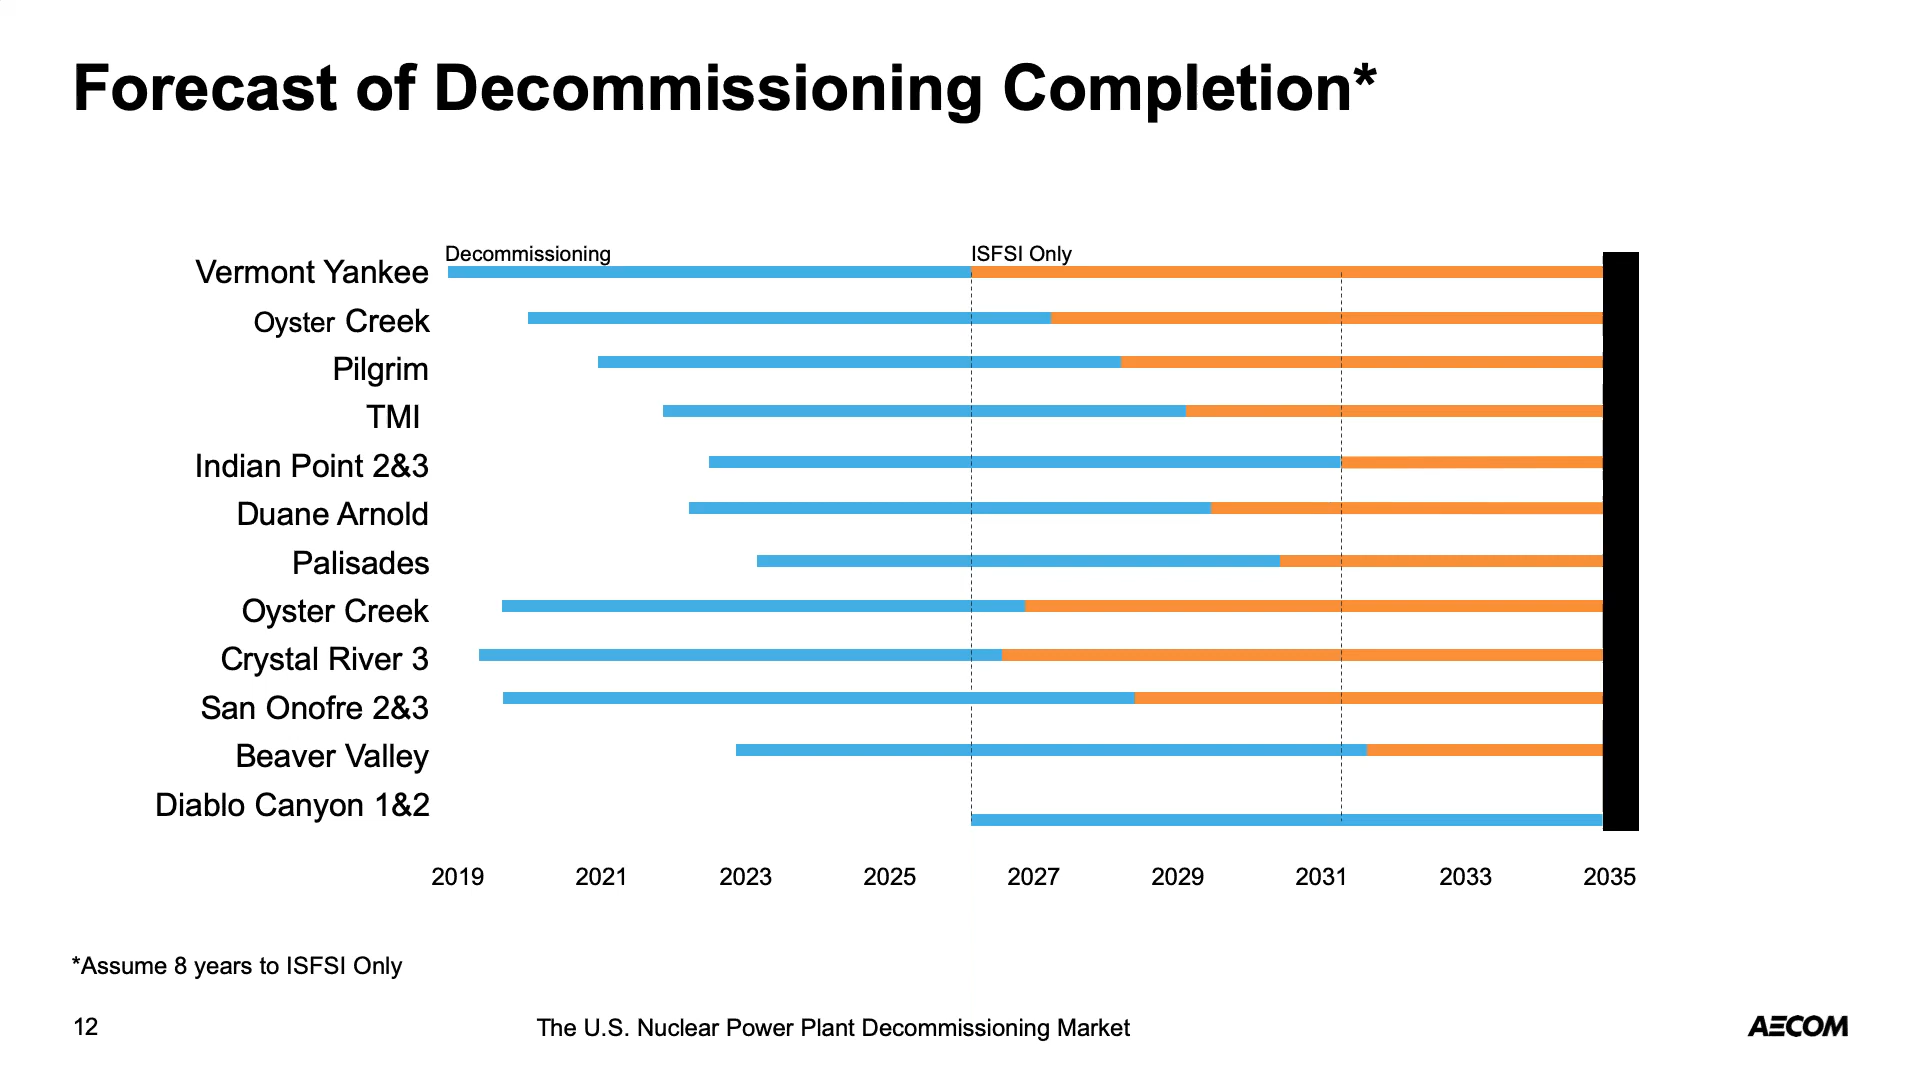 Forecast of Decommissioning Completion*
Decommissioning
ISFSI Only
Vermont Yankee
Oyster Creek
Pilgrim
TMI
Indian Point 2&3
Duane Arnold
Palisades
Oyster Creek
Crystal River 3
San Onofre 2&3
Beaver Valley
Diablo Canyon 1&2
2019 2021 2023 2025 2027 2029 2031 2033 2035
*Assume 8 years to ISFSI Only
12
The U.S. Nuclear Power Plant Decommissioning Market
AECOM